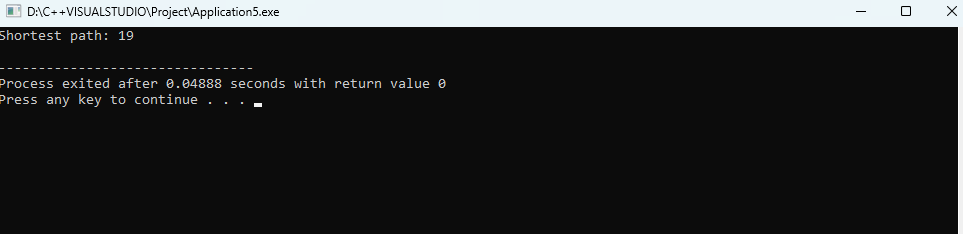 D:\C++VISUALSTUDIO\Project\Application5.exe
Shortest path: 19
--------------------------------
Process exited after 0.04888 seconds with return value 0
Press any key to continue . . .